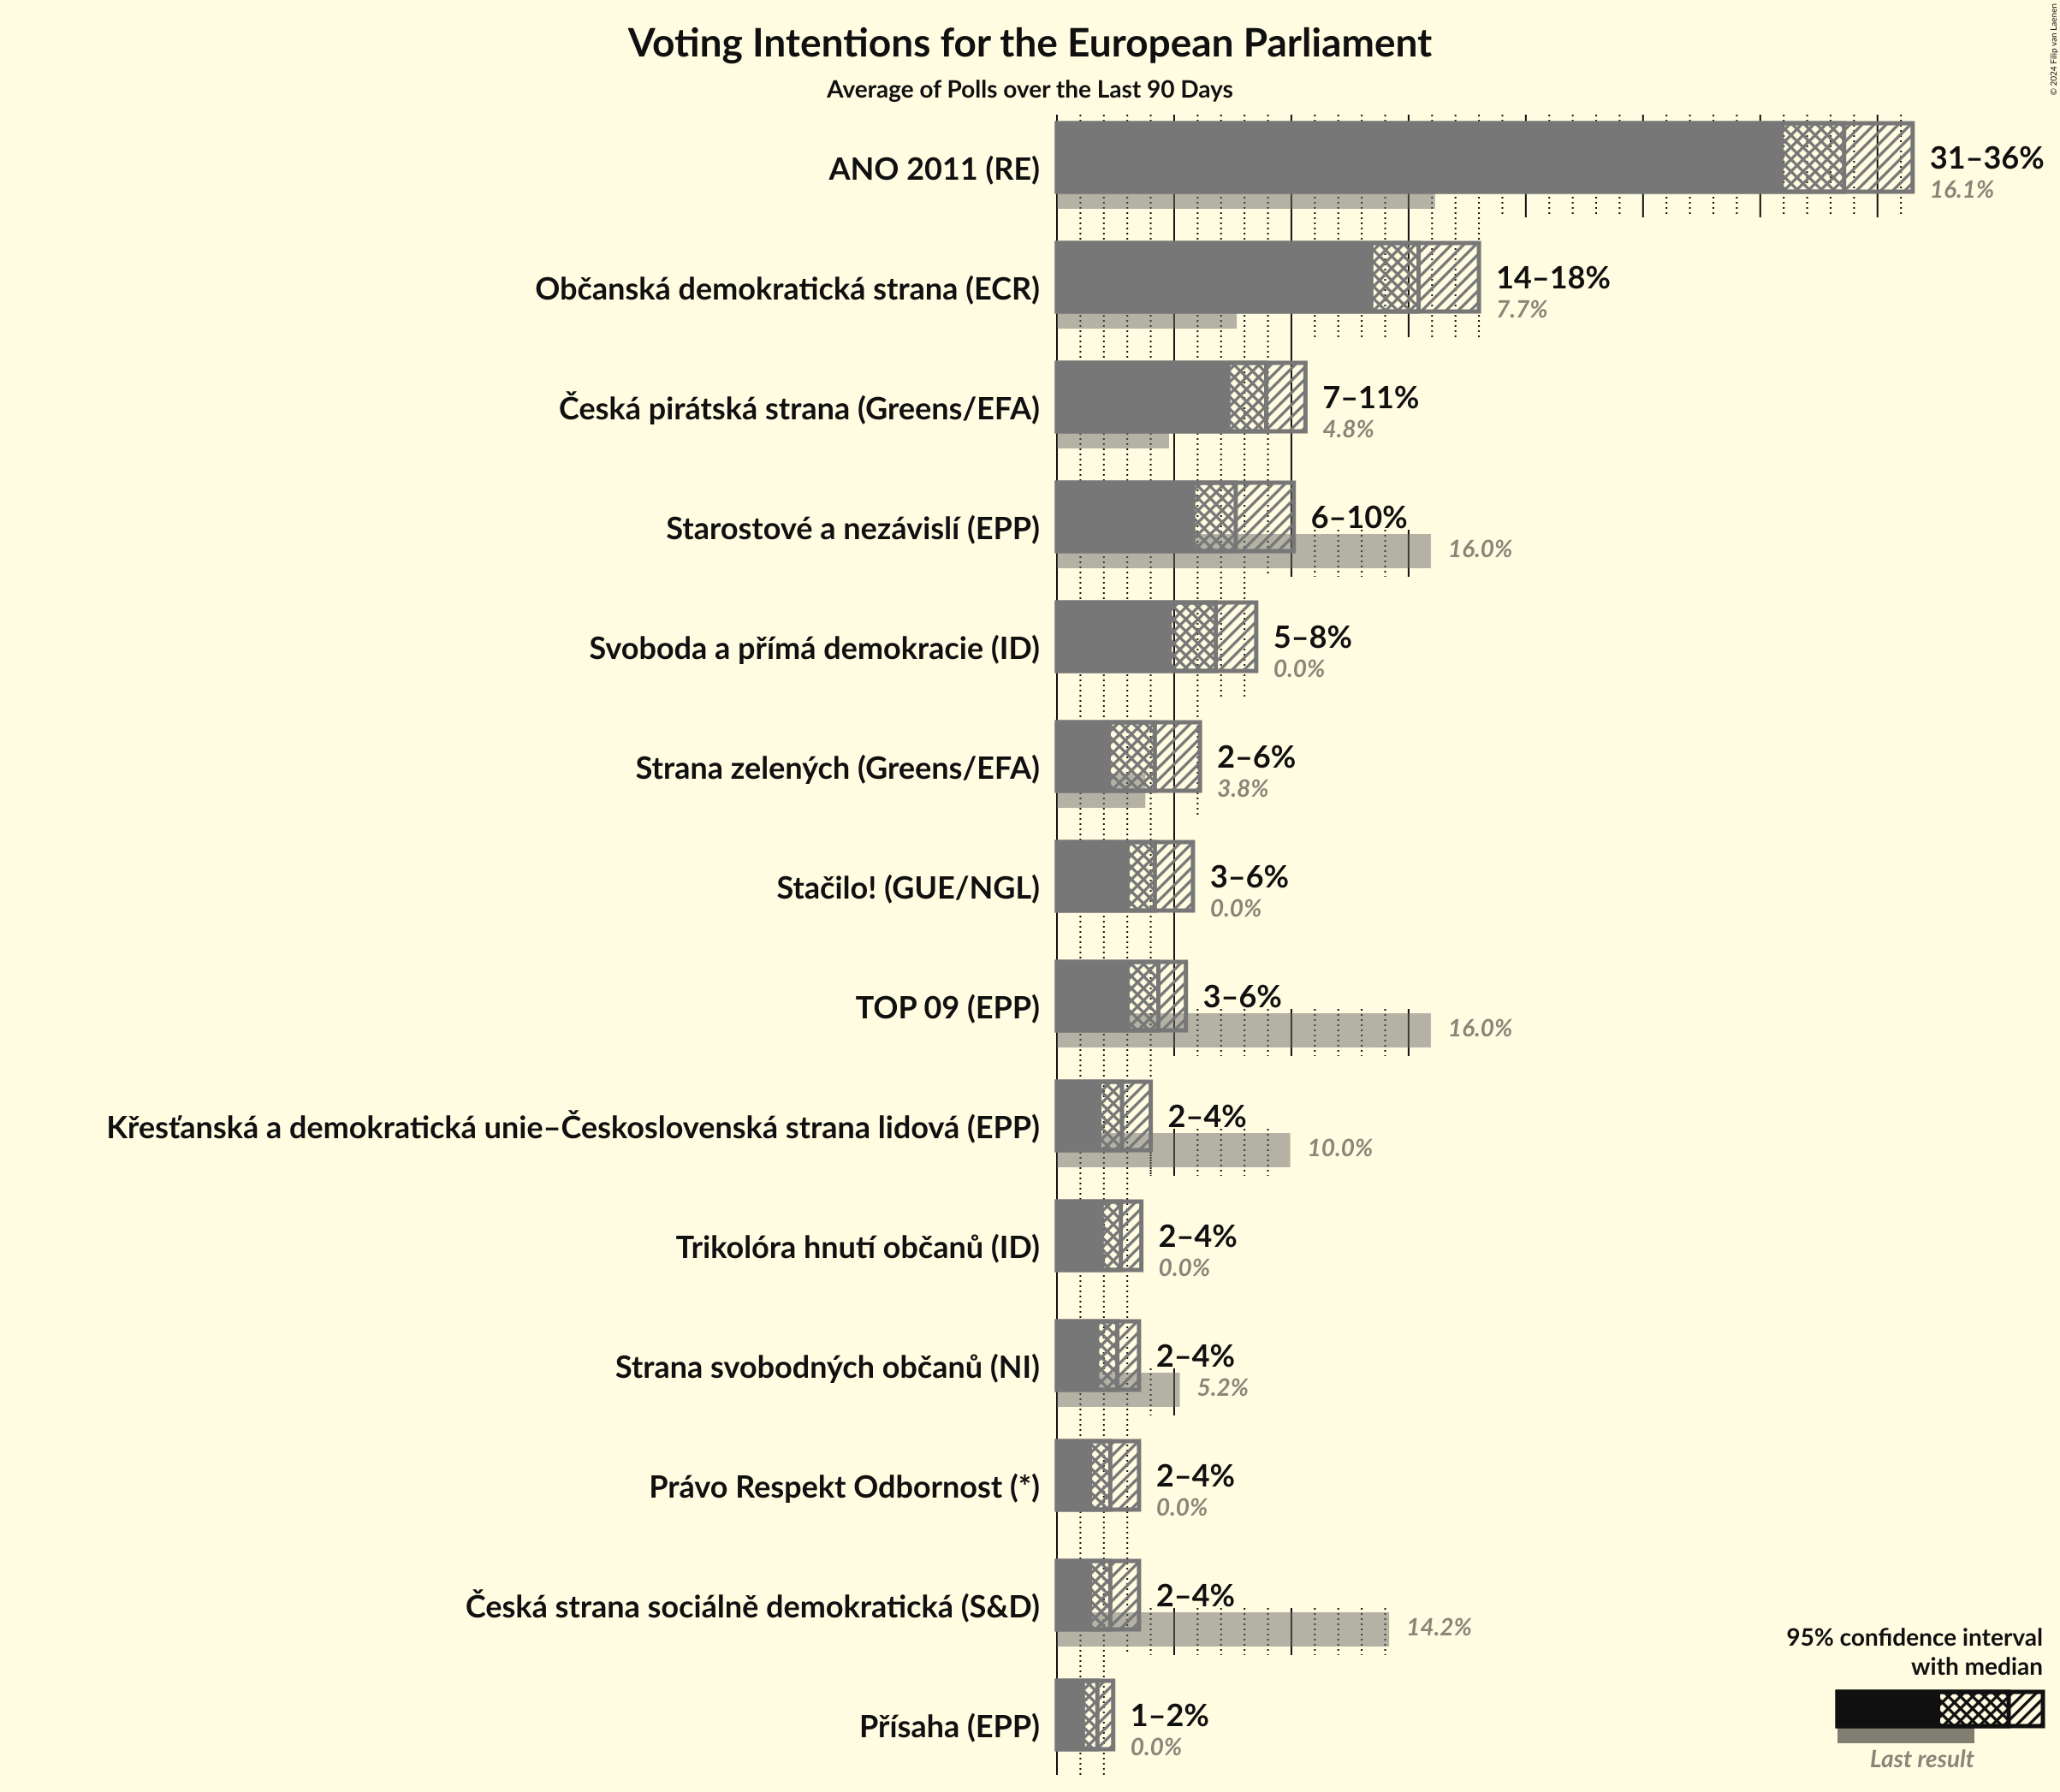 Voting Intentions for the European Parliament
Average of Polls over the Last 90 Days
© 2024 Filip van Laenen
ANO 2011 (RE)
31–36%
16.1%
Občanská demokratická strana (ECR)
14–18%
7.7%
Česká pirátská strana (Greens/EFA)
7–11%
4.8%
Starostové a nezávislí (EPP)
6–10%
16.0%
Svoboda a přímá demokracie (ID)
5–8%
0.0%
Strana zelených (Greens/EFA)
2–6%
3.8%
Stačilo! (GUE/NGL)
3–6%
0.0%
TOP 09 (EPP)
3–6%
16.0%
Křesťanská a demokratická unie–Československá strana lidová (EPP)
2–4%
10.0%
Trikolóra hnutí občanů (ID)
2–4%
0.0%
Strana svobodných občanů (NI)
2–4%
5.2%
Právo Respekt Odbornost (*)
2–4%
0.0%
Česká strana sociálně demokratická (S&D)
2–4%
14.2%
Přísaha (EPP)
1–2%
0.0%
95% confidence interval
with median
Last result